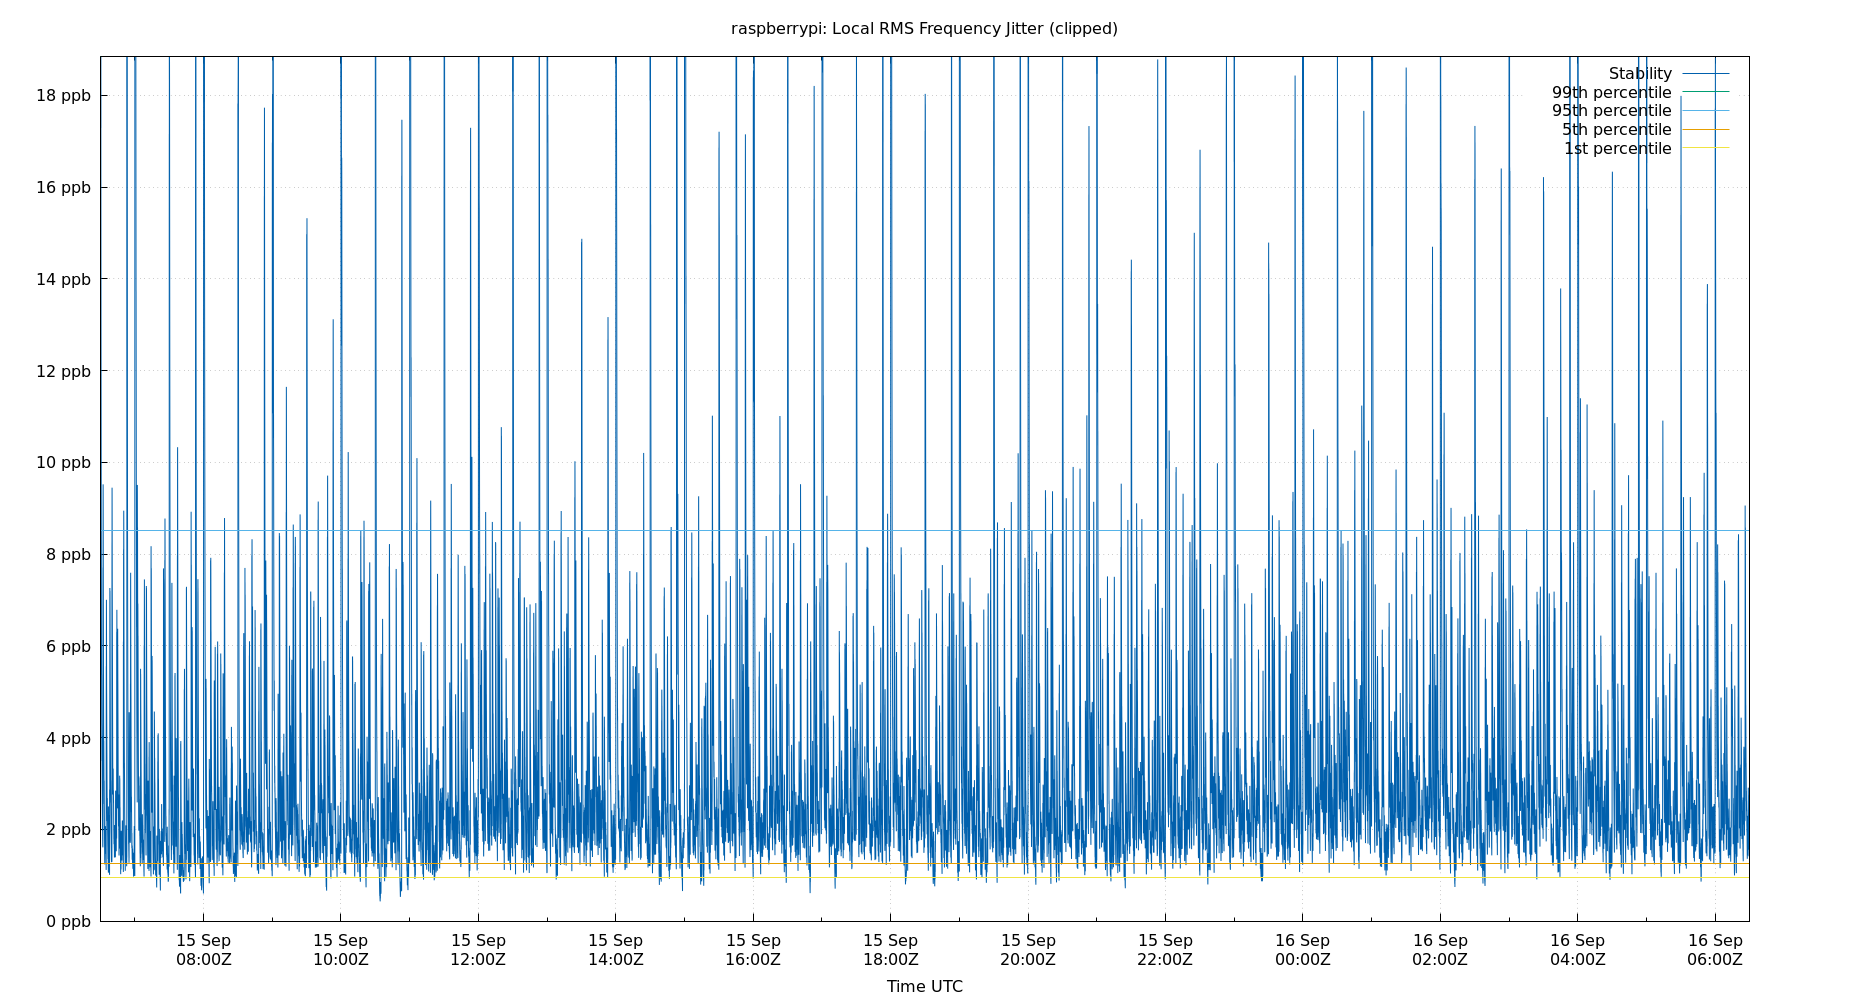 raspberrypi: Local RMS Frequency Jitter (clipped)
Stability
99th percentile
95th percentile
5th percentile
1st percentile
18 ppb
16 ppb
14 ppb
12 ppb
10 ppb
8 ppb
6 ppb
4 ppb
2 ppb
0 ppb
15 Sep 15 Sep 15 Sep 15 Sep 15 Sep 15 Sep 15 Sep 15 Sep 16 Sep 16 Sep 16 Sep 16 Sep
08:00Z 10:00Z 12:00Z 14:00Z 16:00Z 18:00Z 20:00Z 22:00Z 00:00Z 02:00Z 04:00Z 06:00Z
Time UTC